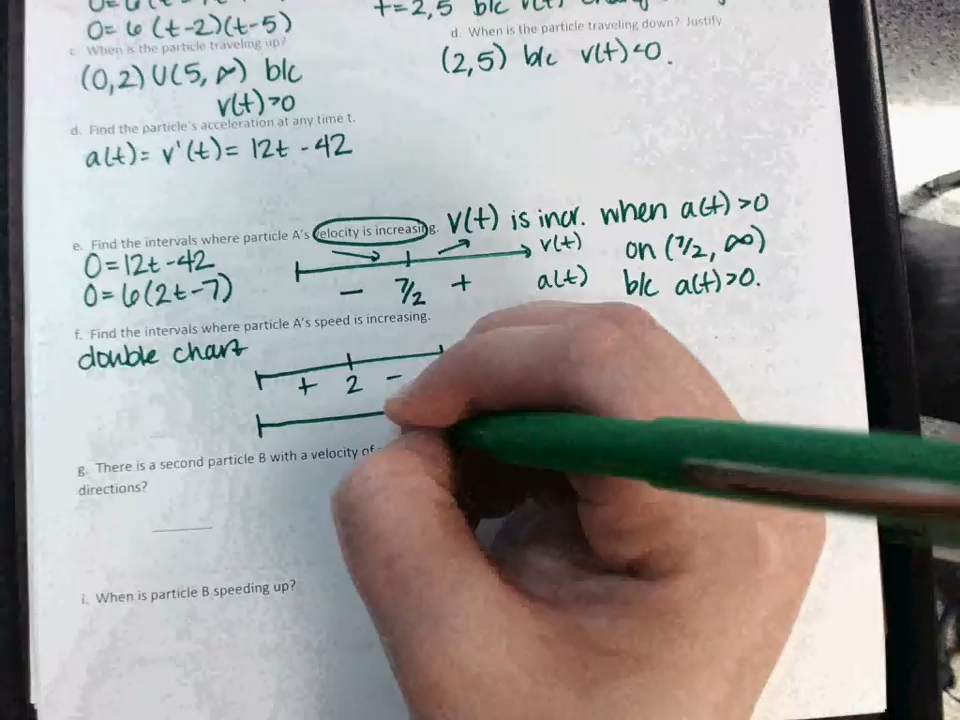 0=6(t-2)(t-5)
t=2,5 b/c v(t)
c. When is the particle traveling up?
(0,2) U (5, ∞) b/c
v(t)>0
d. When is the particle traveling down? Justify
(2,5) b/c v(t)<0.
d. Find the particle's acceleration at any time t.
a(t)= v'(t)= 12t - 42
e. Find the intervals where particle A's velocity is increasing.
v(t) is incr. when a(t)>0
0=12t-42
0=6(2t-7)
v(t)
on (7/2, ∞)
- 7/2 + a(t)
b/c a(t)>0.
f. Find the intervals where particle A's speed is increasing.
double chart
+ 2 -
g. There is a second particle B with a velocity of
directions?
i. When is particle B speeding up?